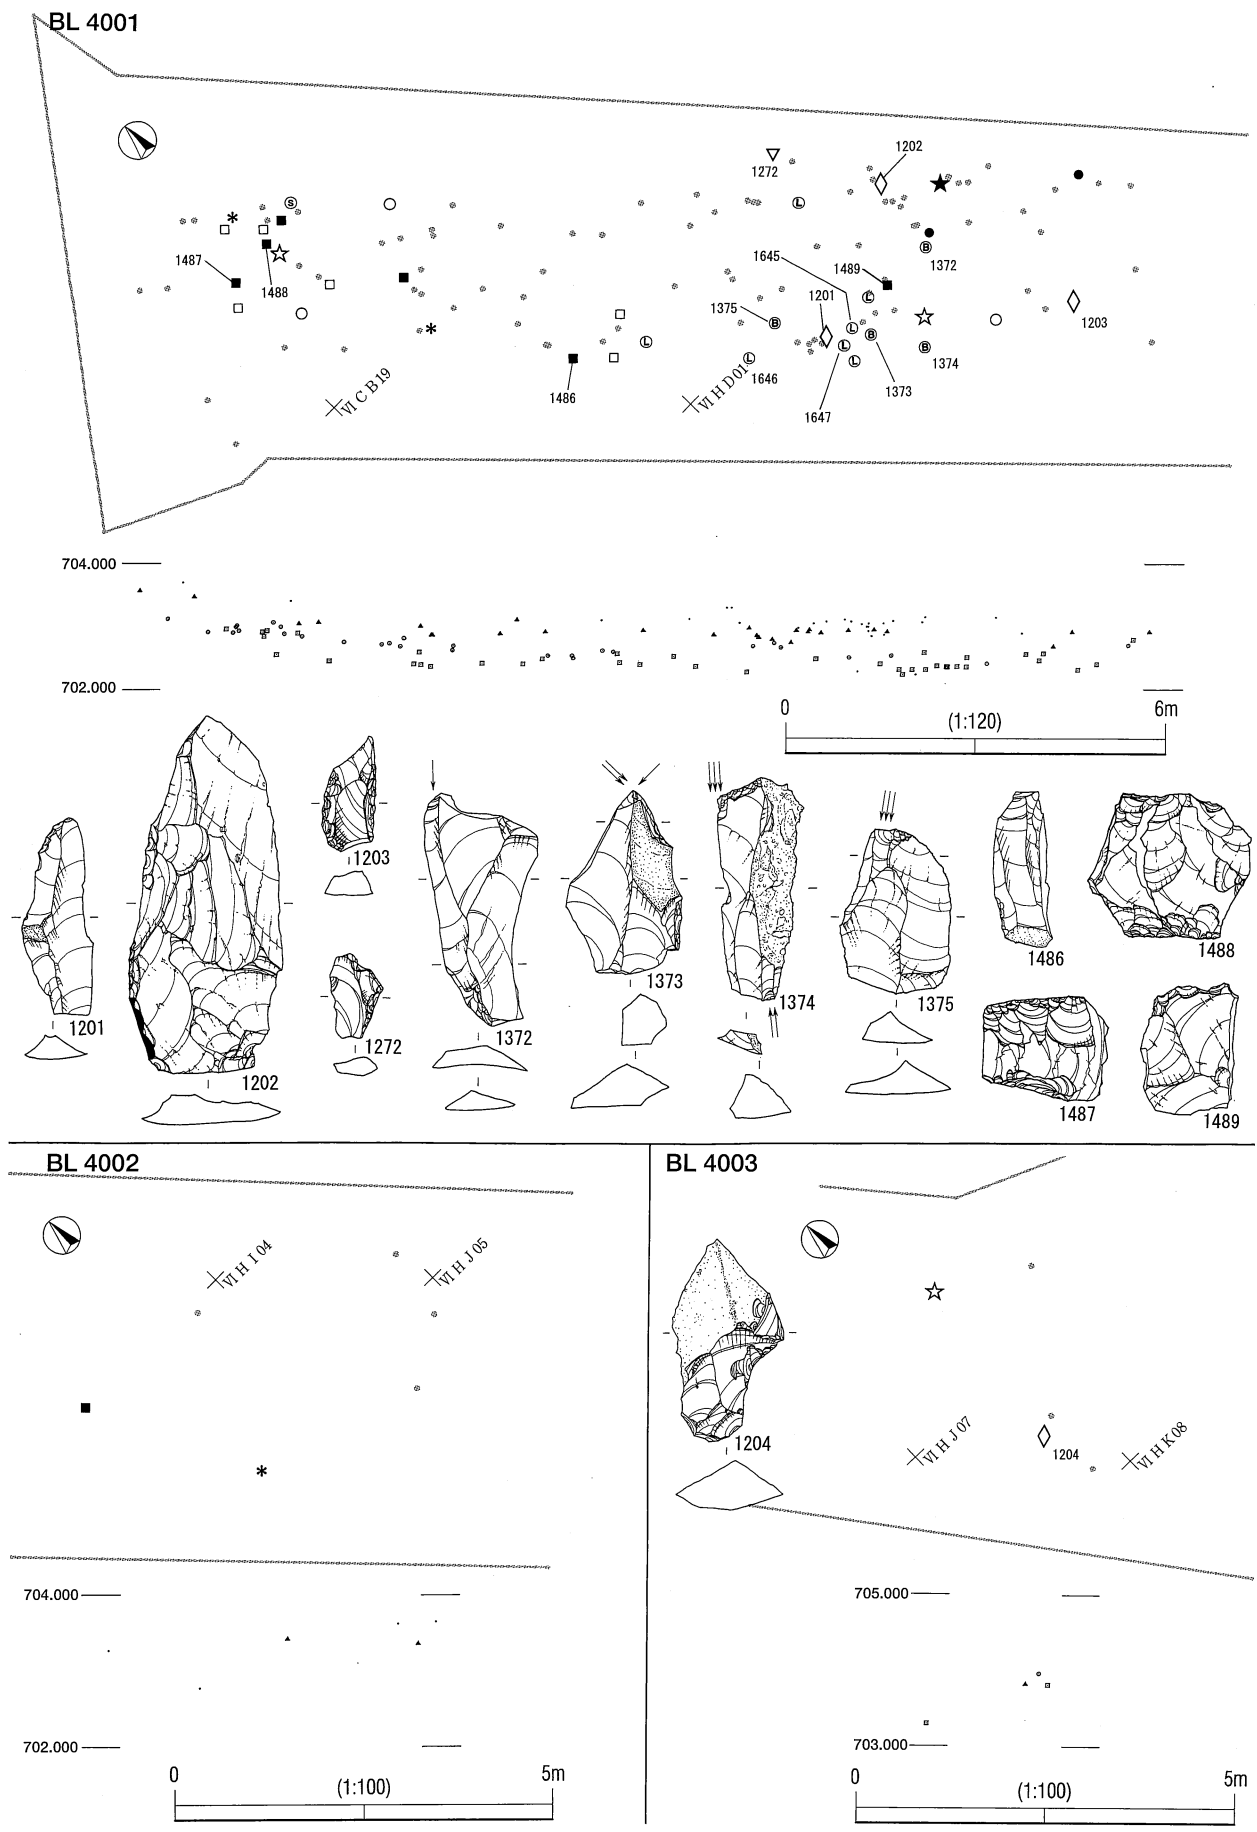 BL 4001
1202
1272
S
L
*
1645
1489
B
1372
1487
1488
1201
L
1375
B
L
1203
*
L
B
B
L
1374
L
L
1646
1373
1486
VI C B19
VI H D01
1647
704.000
702.000
0
(1:120)
6m
1203
1201
1202
1272
1372
1373
1374
1375
1486
1488
1487
1489
BL 4002
VI H I 04
VI H J 05
*
704.000
702.000
0
(1:100)
5m
BL 4003
1204
VI H J 07
1204
VI H K 08
705.000
703.000
0
(1:100)
5m